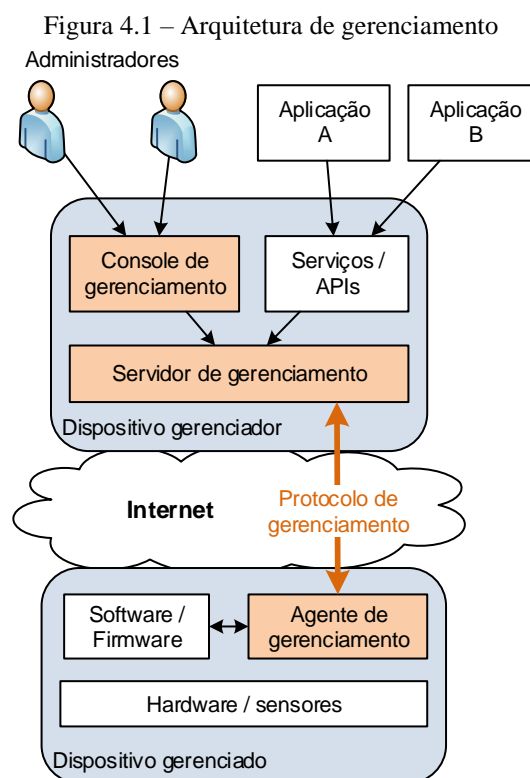 Figura 4.1 – Arquitetura de gerenciamento
Administradores
Aplicação
A
Aplicação
B
Console de
gerenciamento
Serviços /
APIs
Servidor de gerenciamento
Dispositivo gerenciador
Internet
Protocolo de
gerenciamento
Software /
Firmware
Agente de
gerenciamento
Hardware / sensores
Dispositivo gerenciado